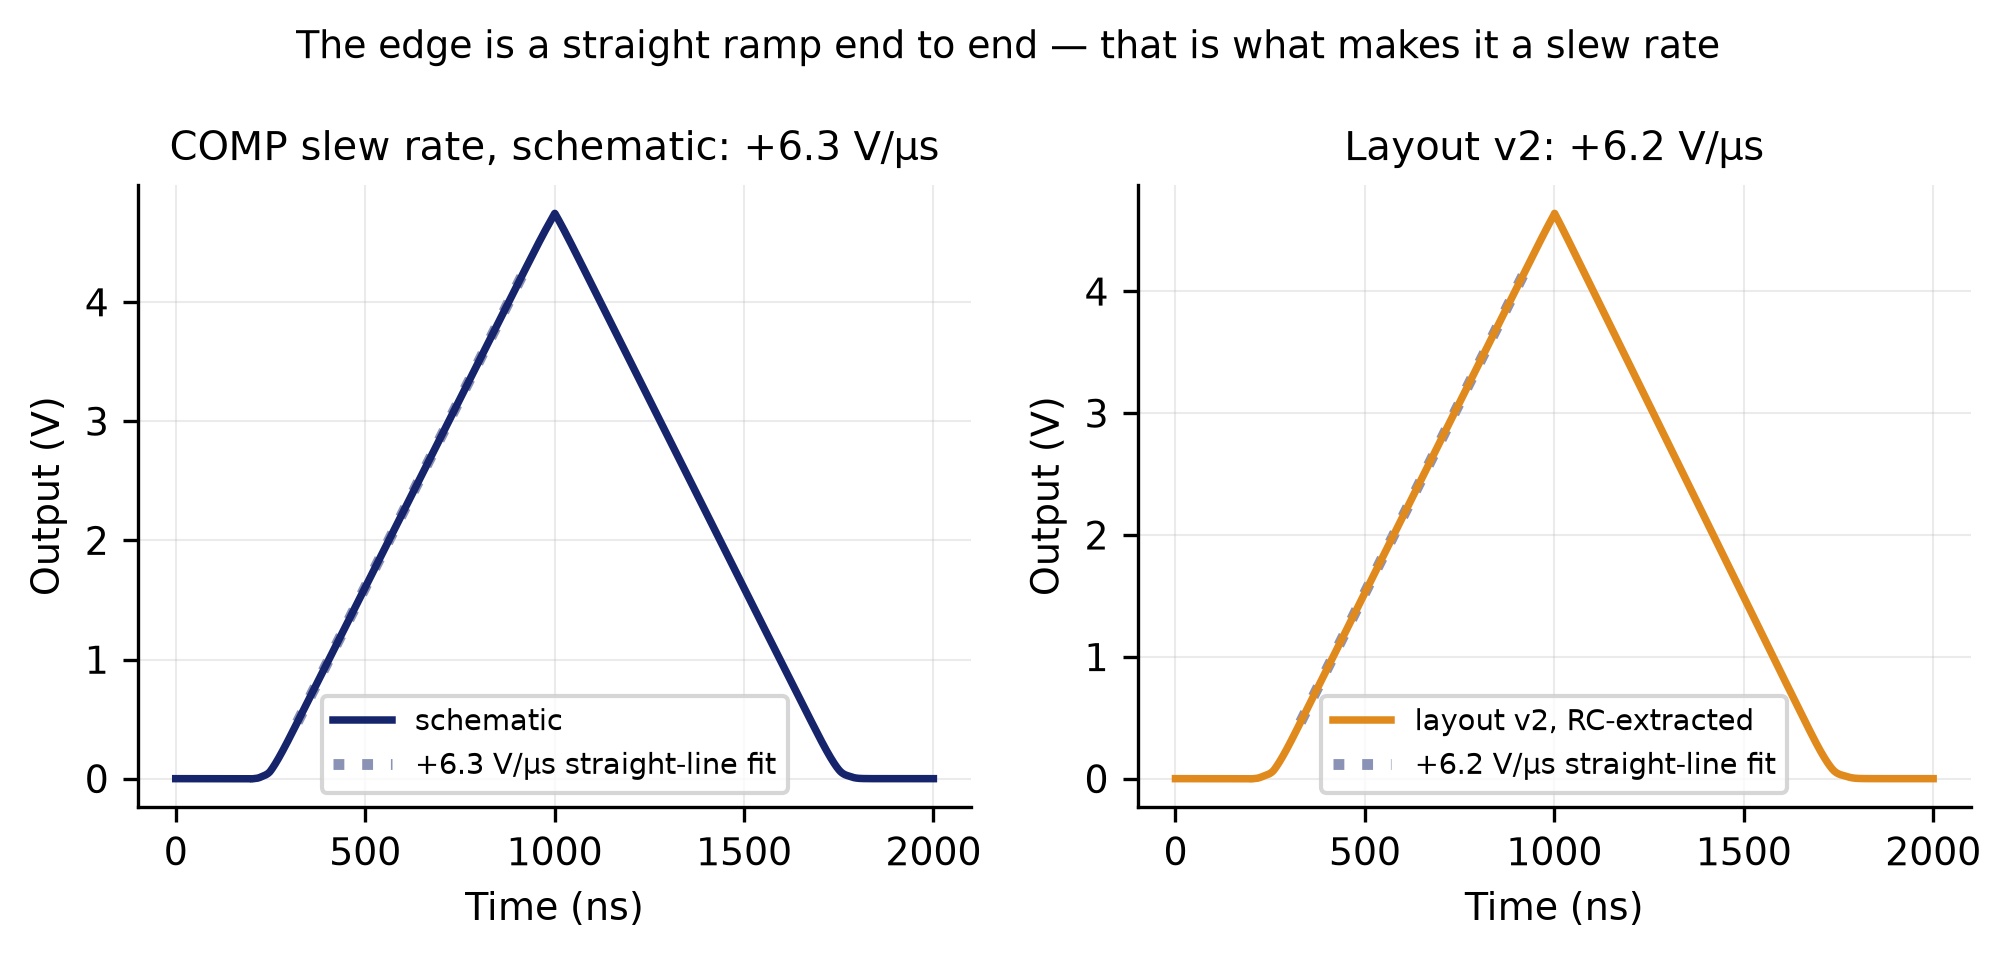 The edge is a straight ramp end to end — that is what makes it a slew rate
COMP slew rate, schematic: +6.3 V/µs
Output (V)
4
3
2
1
0
schematic
+6.3 V/µs straight-line fit
0 500 1000 1500 2000
Time (ns)
Layout v2: +6.2 V/µs
Output (V)
4
3
2
1
0
layout v2, RC-extracted
+6.2 V/µs straight-line fit
0 500 1000 1500 2000
Time (ns)